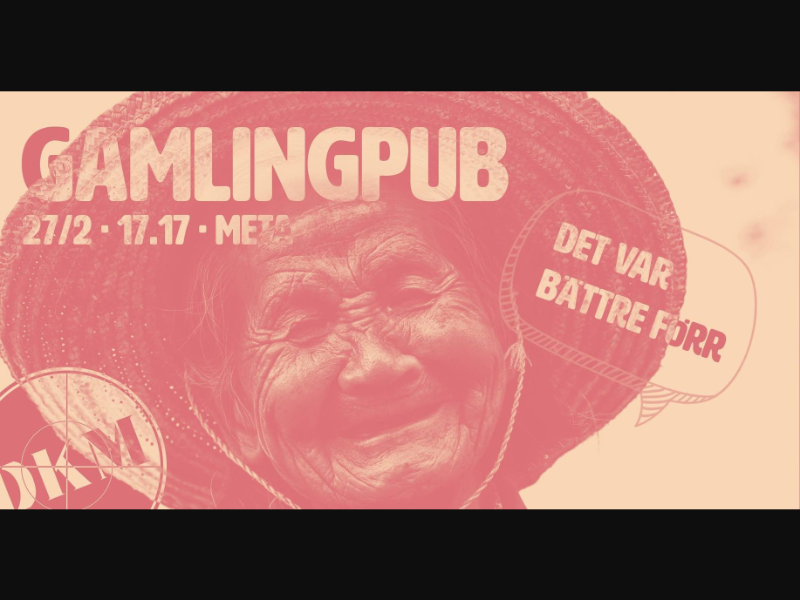 GAMLINGPUB
27/2 · 17.17 · META
DET VAR
BÄTTRE FÖRR
DKM